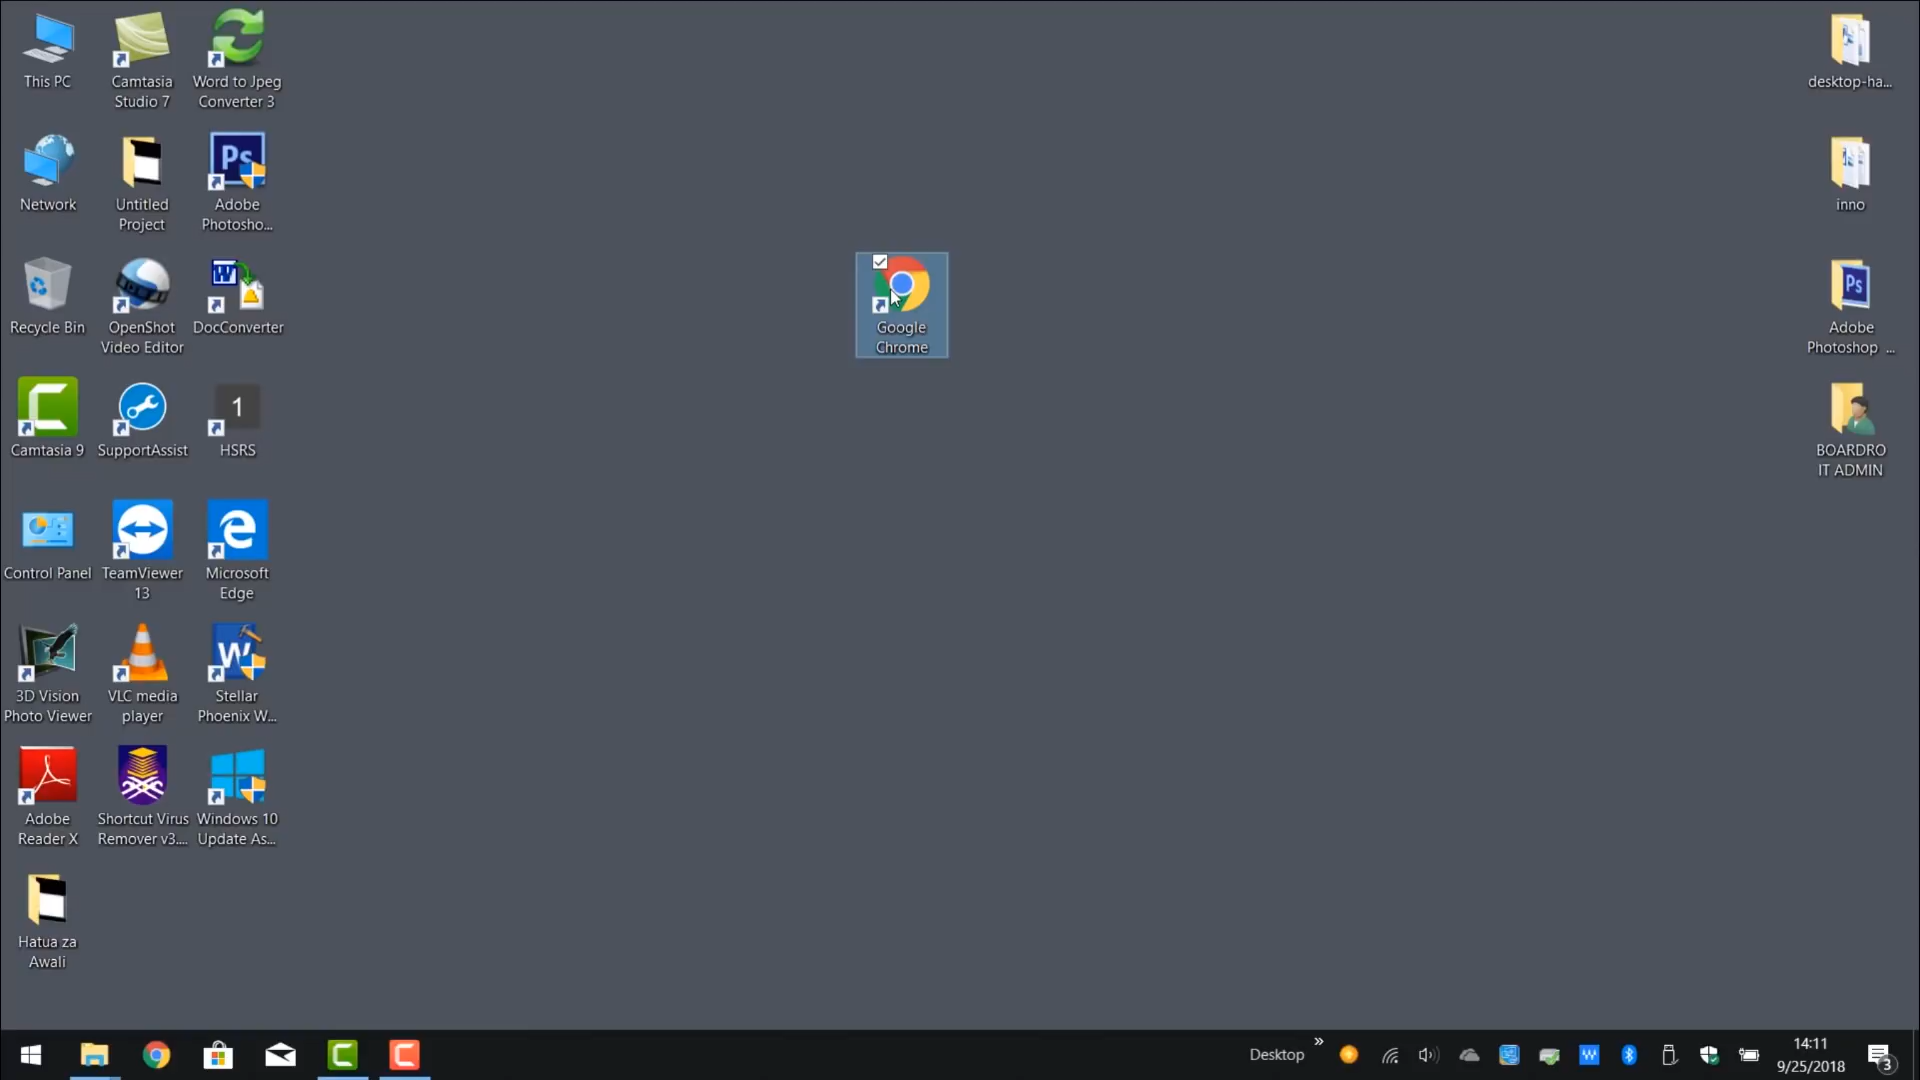 This PC
Camtasia
Studio 7
Word to Jpeg
Converter 3
desktop-ha...
Network
Untitled
Project
Ps
Adobe
Photosho...
inno
Recycle Bin
OpenShot
Video Editor
W
DocConverter
Google
Chrome
Ps
Adobe
Photoshop ...
Camtasia 9
SupportAssist
1
HSRS
BOARDRO
IT ADMIN
Control Panel
TeamViewer
13
Microsoft
Edge
3D Vision
Photo Viewer
VLC media
player
W
Stellar
Phoenix W...
Adobe
Reader X
Shortcut Virus
Remover v3....
Windows 10
Update As...
Hatua za
Awali
Desktop
»
W
14:11
9/25/2018
3